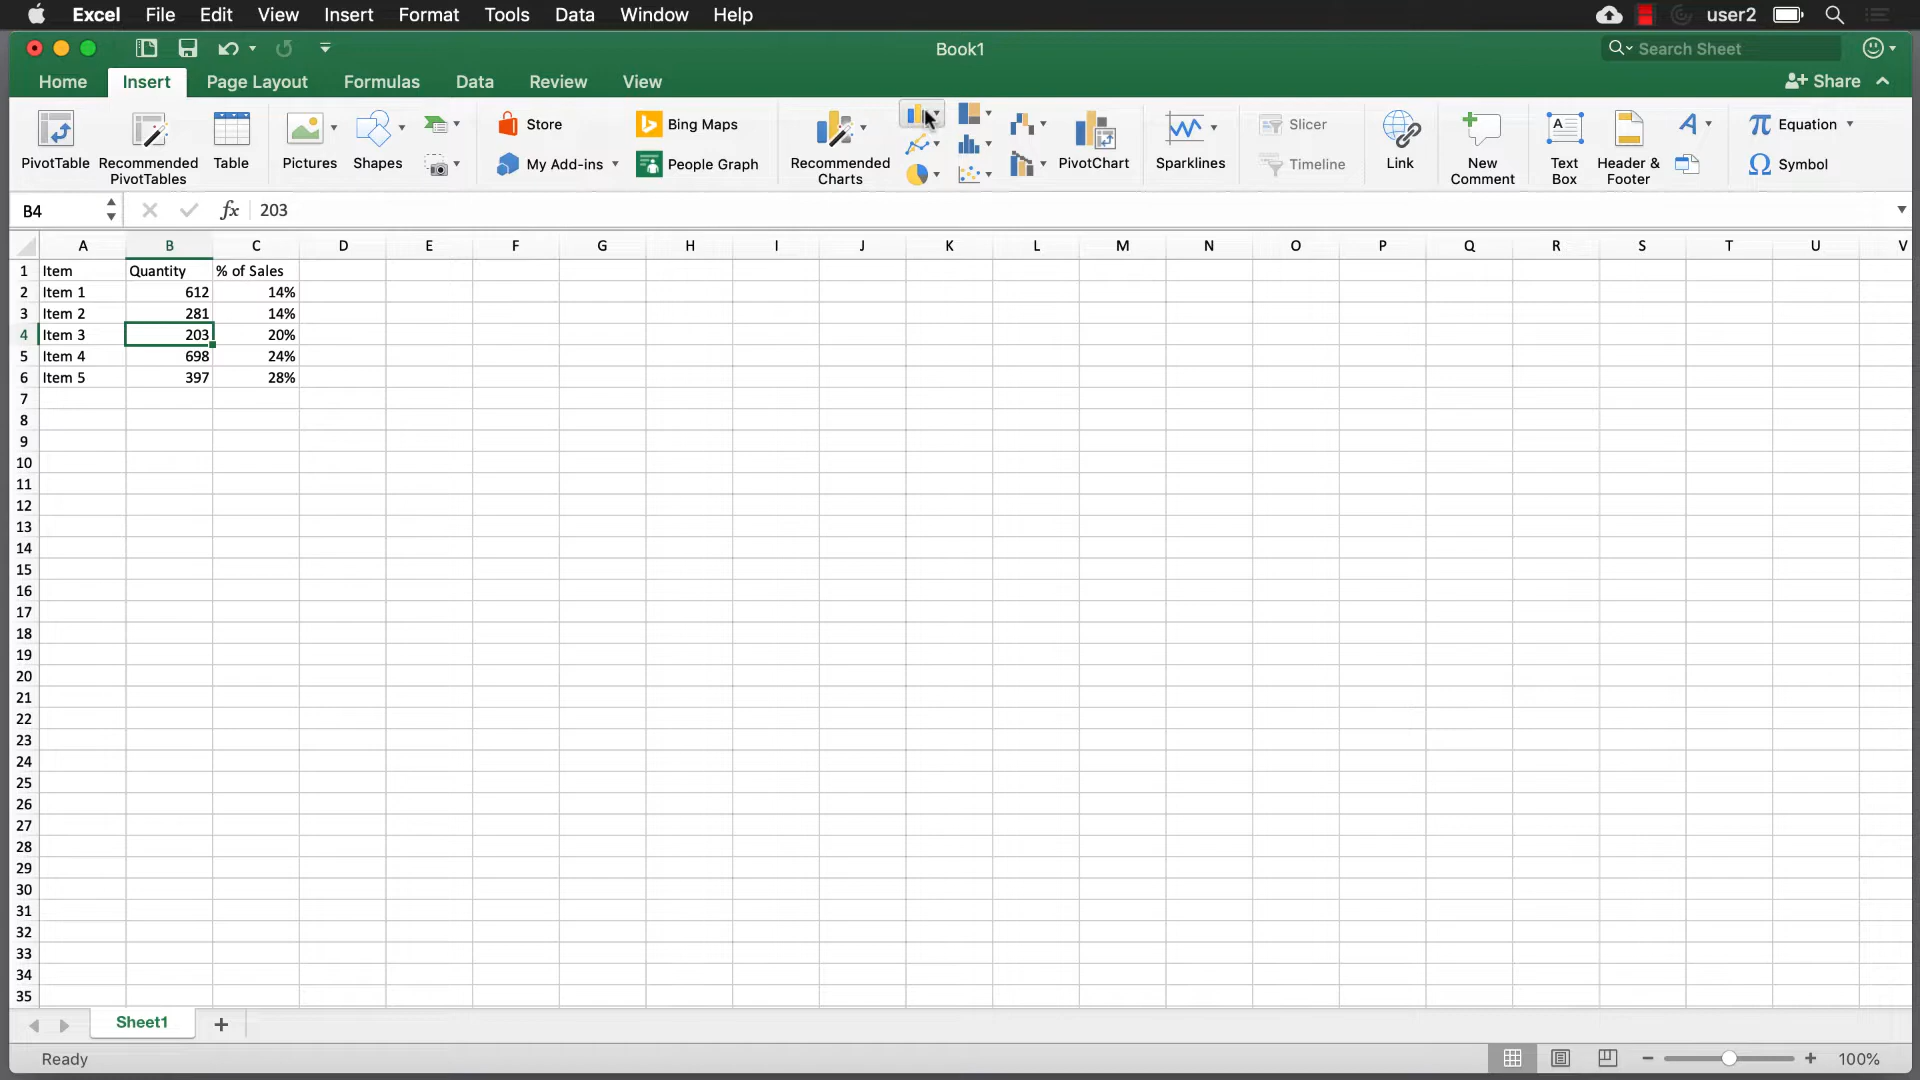 Excel File Edit View Insert Format Tools Data Window Help user2
Book1
Search Sheet
Home Insert Page Layout Formulas Data Review View Share
PivotTable
Recommended
PivotTables
Table
Pictures
Shapes
Store
My Add-ins
Bing Maps
People Graph
Recommended
Charts
PivotChart
Sparklines
Slicer
Timeline
Link
New
Comment
Text
Box
Header &
Footer
Equation
Symbol
B4 fx 203
A B C D E F G H I J K L M N O P Q R S T U V
1 Item Quantity % of Sales
2 Item 1 612 14%
3 Item 2 281 14%
4 Item 3 203 20%
5 Item 4 698 24%
6 Item 5 397 28%
7
8
9
10
11
12
13
14
15
16
17
18
19
20
21
22
23
24
25
26
27
28
29
30
31
32
33
34
35
Sheet1
Ready 100%